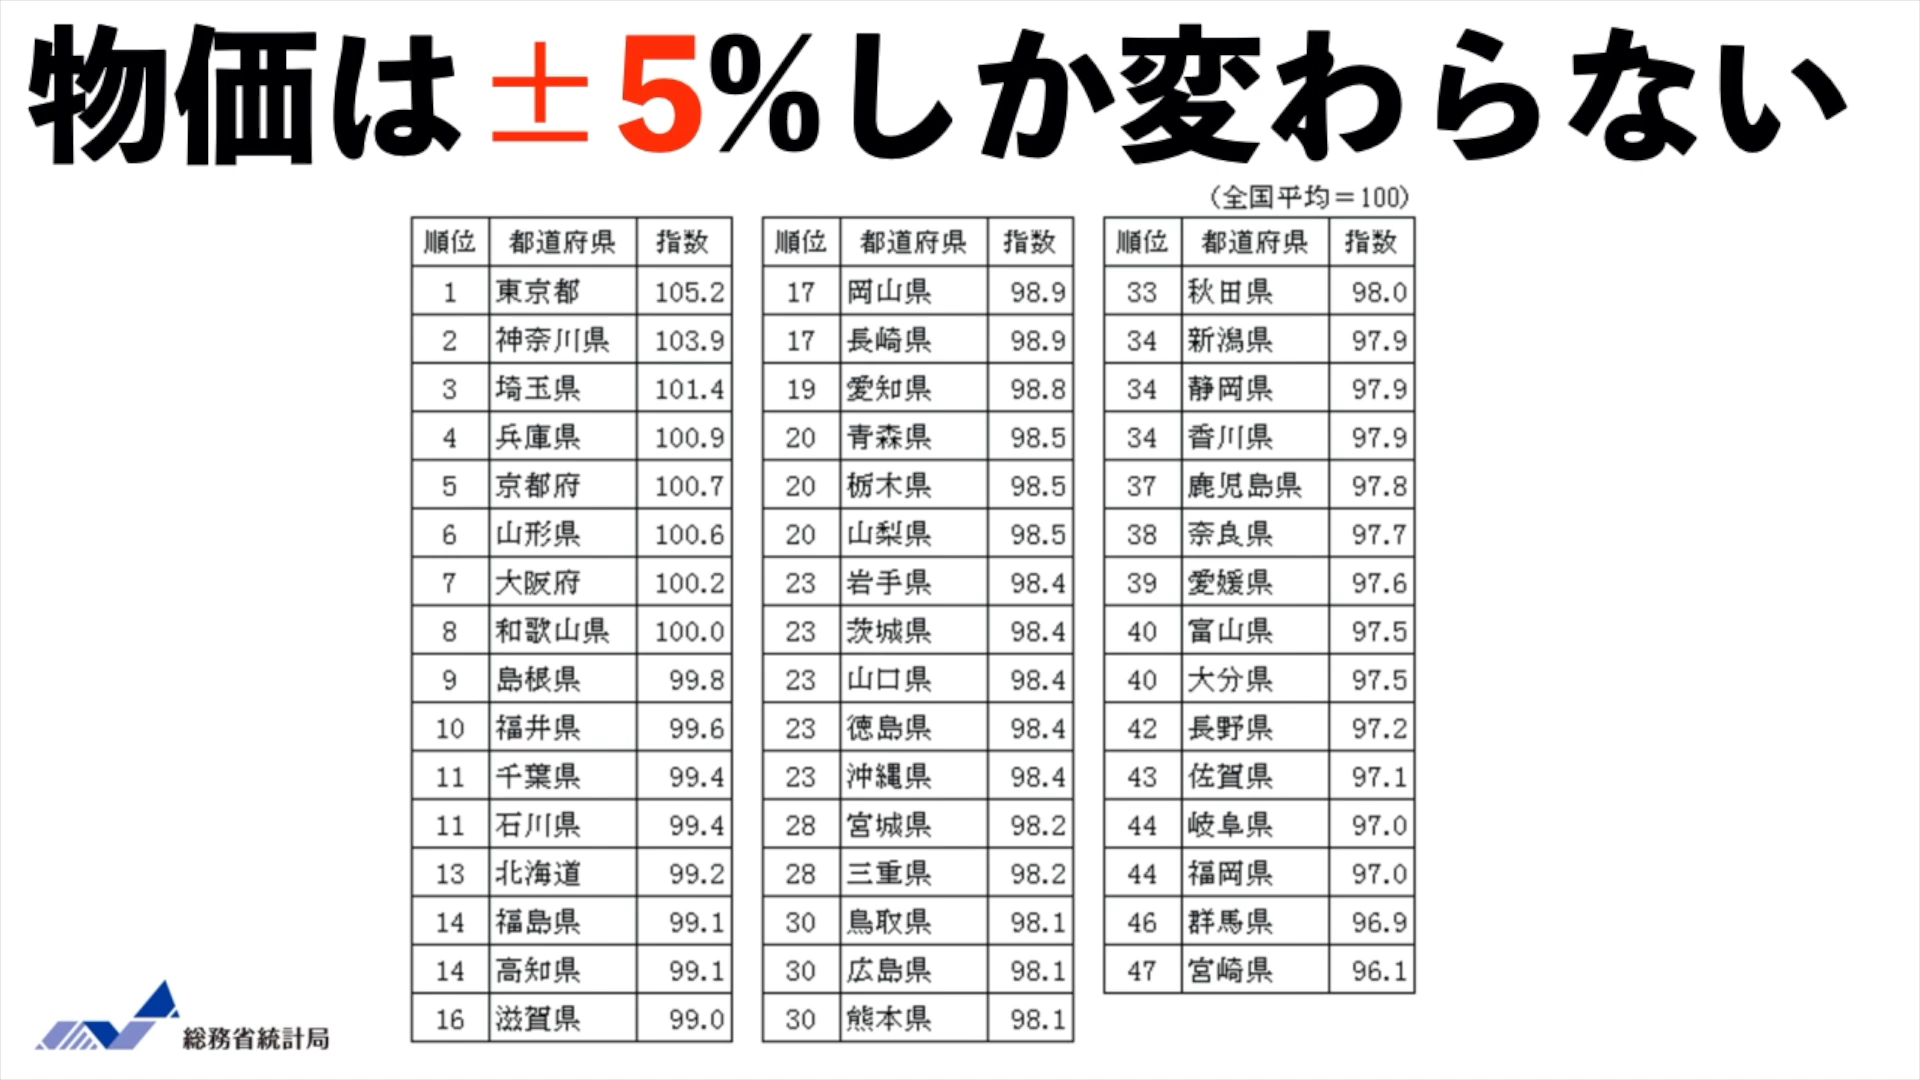 物価は±5%しか変わらない
(全国平均=100)
順位 都道府県 指数
1 東京都 105.2
2 神奈川県 103.9
3 埼玉県 101.4
4 兵庫県 100.9
5 京都府 100.7
6 山形県 100.6
7 大阪府 100.2
8 和歌山県 100.0
9 島根県 99.8
10 福井県 99.6
11 千葉県 99.4
11 石川県 99.4
13 北海道 99.2
14 福島県 99.1
14 高知県 99.1
16 滋賀県 99.0
順位 都道府県 指数
17 岡山県 98.9
17 長崎県 98.9
19 愛知県 98.8
20 青森県 98.5
20 栃木県 98.5
20 山梨県 98.5
23 岩手県 98.4
23 茨城県 98.4
23 山口県 98.4
23 徳島県 98.4
23 沖縄県 98.4
28 宮城県 98.2
28 三重県 98.2
30 鳥取県 98.1
30 広島県 98.1
30 熊本県 98.1
順位 都道府県 指数
33 秋田県 98.0
34 新潟県 97.9
34 静岡県 97.9
34 香川県 97.9
37 鹿児島県 97.8
38 奈良県 97.7
39 愛媛県 97.6
40 富山県 97.5
40 大分県 97.5
42 長野県 97.2
43 佐賀県 97.1
44 岐阜県 97.0
44 福岡県 97.0
46 群馬県 96.9
47 宮崎県 96.1
総務省統計局